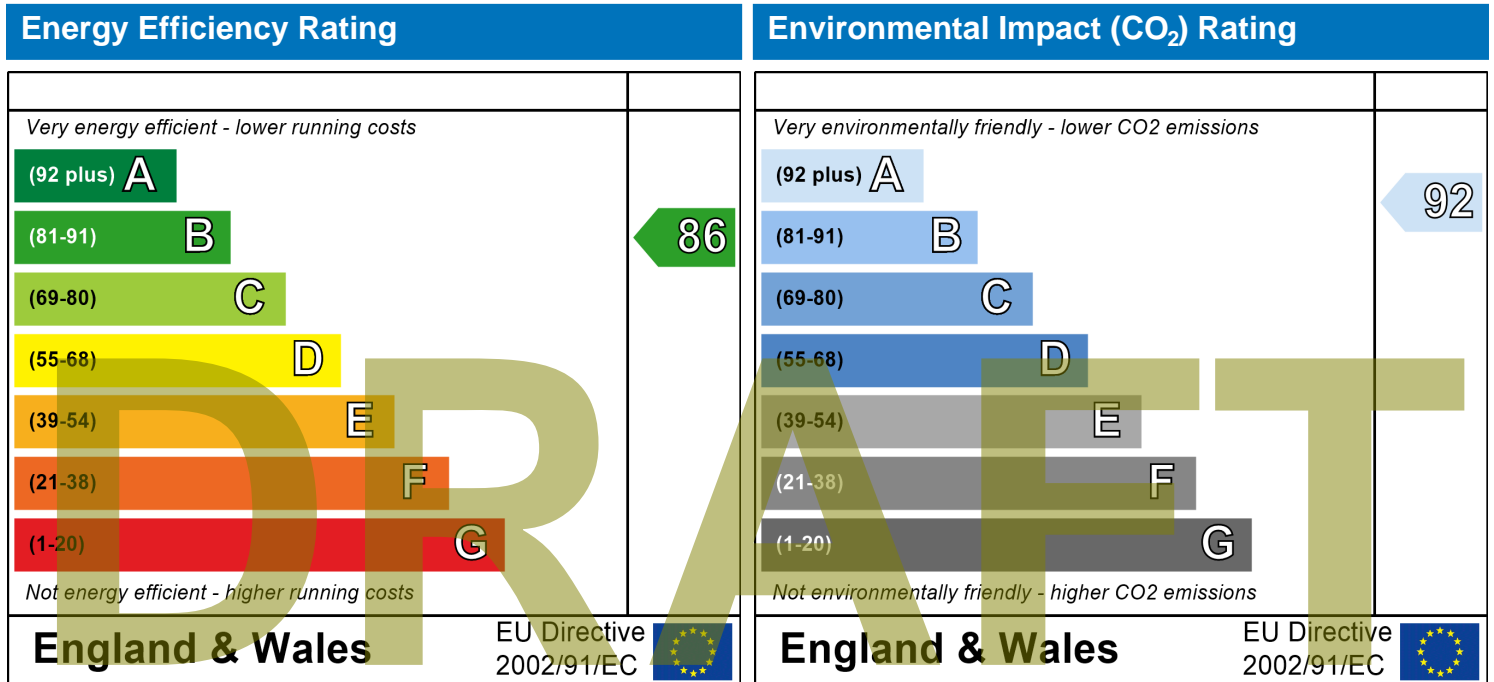 Energy Efficiency Rating
Very energy efficient - lower running costs
(92 plus) A
(81-91) B
86
(69-80) C
(55-68) D
(39-54) E
(21-38) F
(1-20) G
Not energy efficient - higher running costs
England & Wales
EU Directive
2002/91/EC
Environmental Impact (CO₂) Rating
Very environmentally friendly - lower CO2 emissions
(92 plus) A
92
(81-91) B
(69-80) C
(55-68) D
(39-54) E
(21-38) F
(1-20) G
Not environmentally friendly - higher CO2 emissions
England & Wales
EU Directive
2002/91/EC
DRAFT